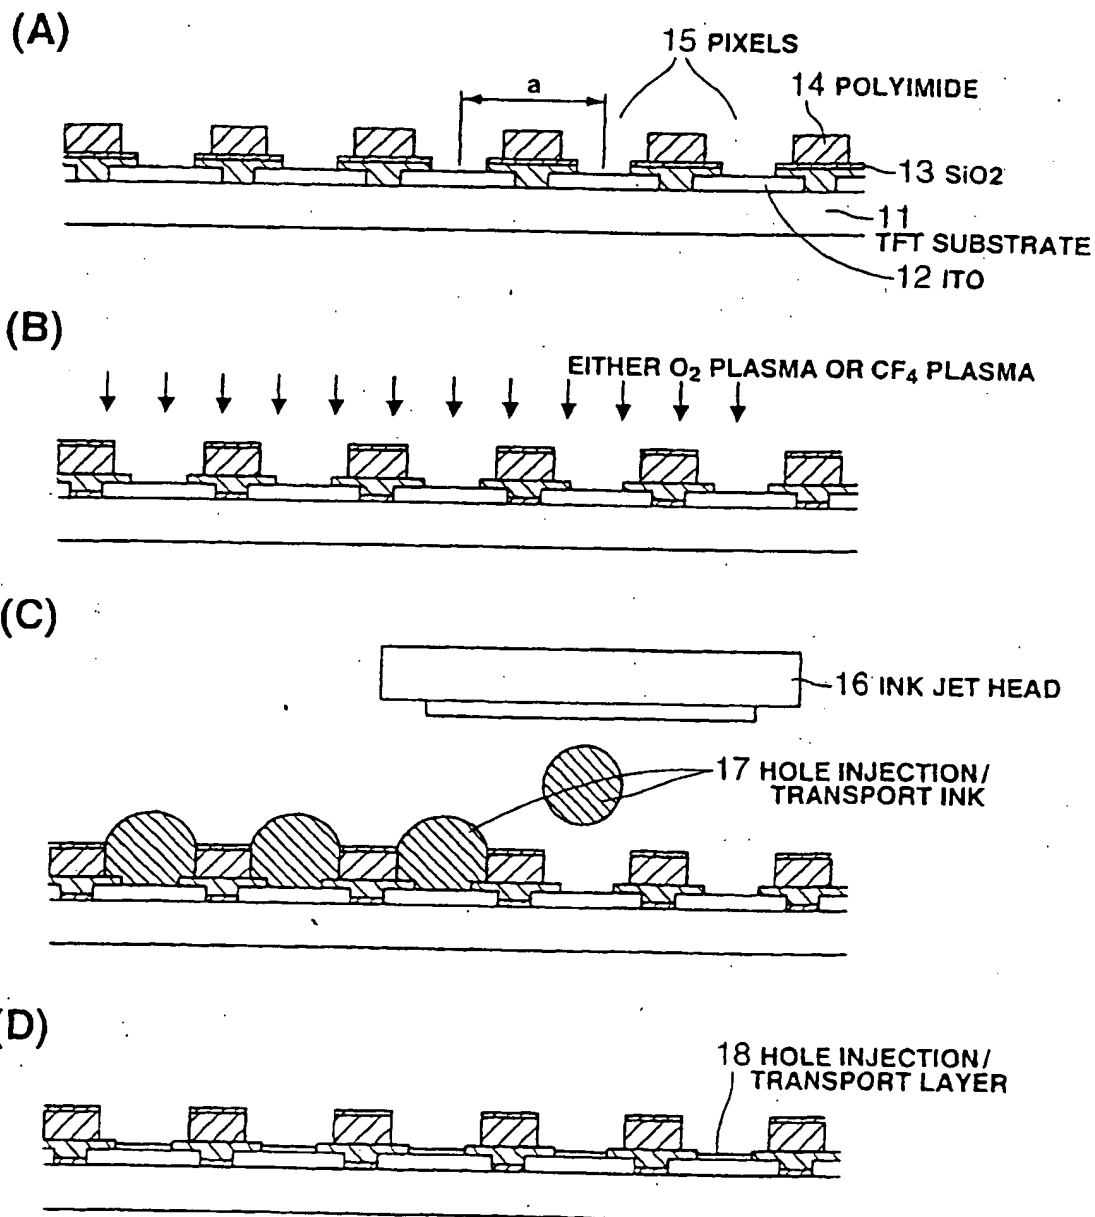 (A)
15 PIXELS
a
14 POLYIMIDE
13 SiO2
11
TFT SUBSTRATE
12 ITO
(B)
EITHER O₂ PLASMA OR CF₄ PLASMA
(C)
16 INK JET HEAD
17 HOLE INJECTION/
TRANSPORT INK
(D)
18 HOLE INJECTION/
TRANSPORT LAYER